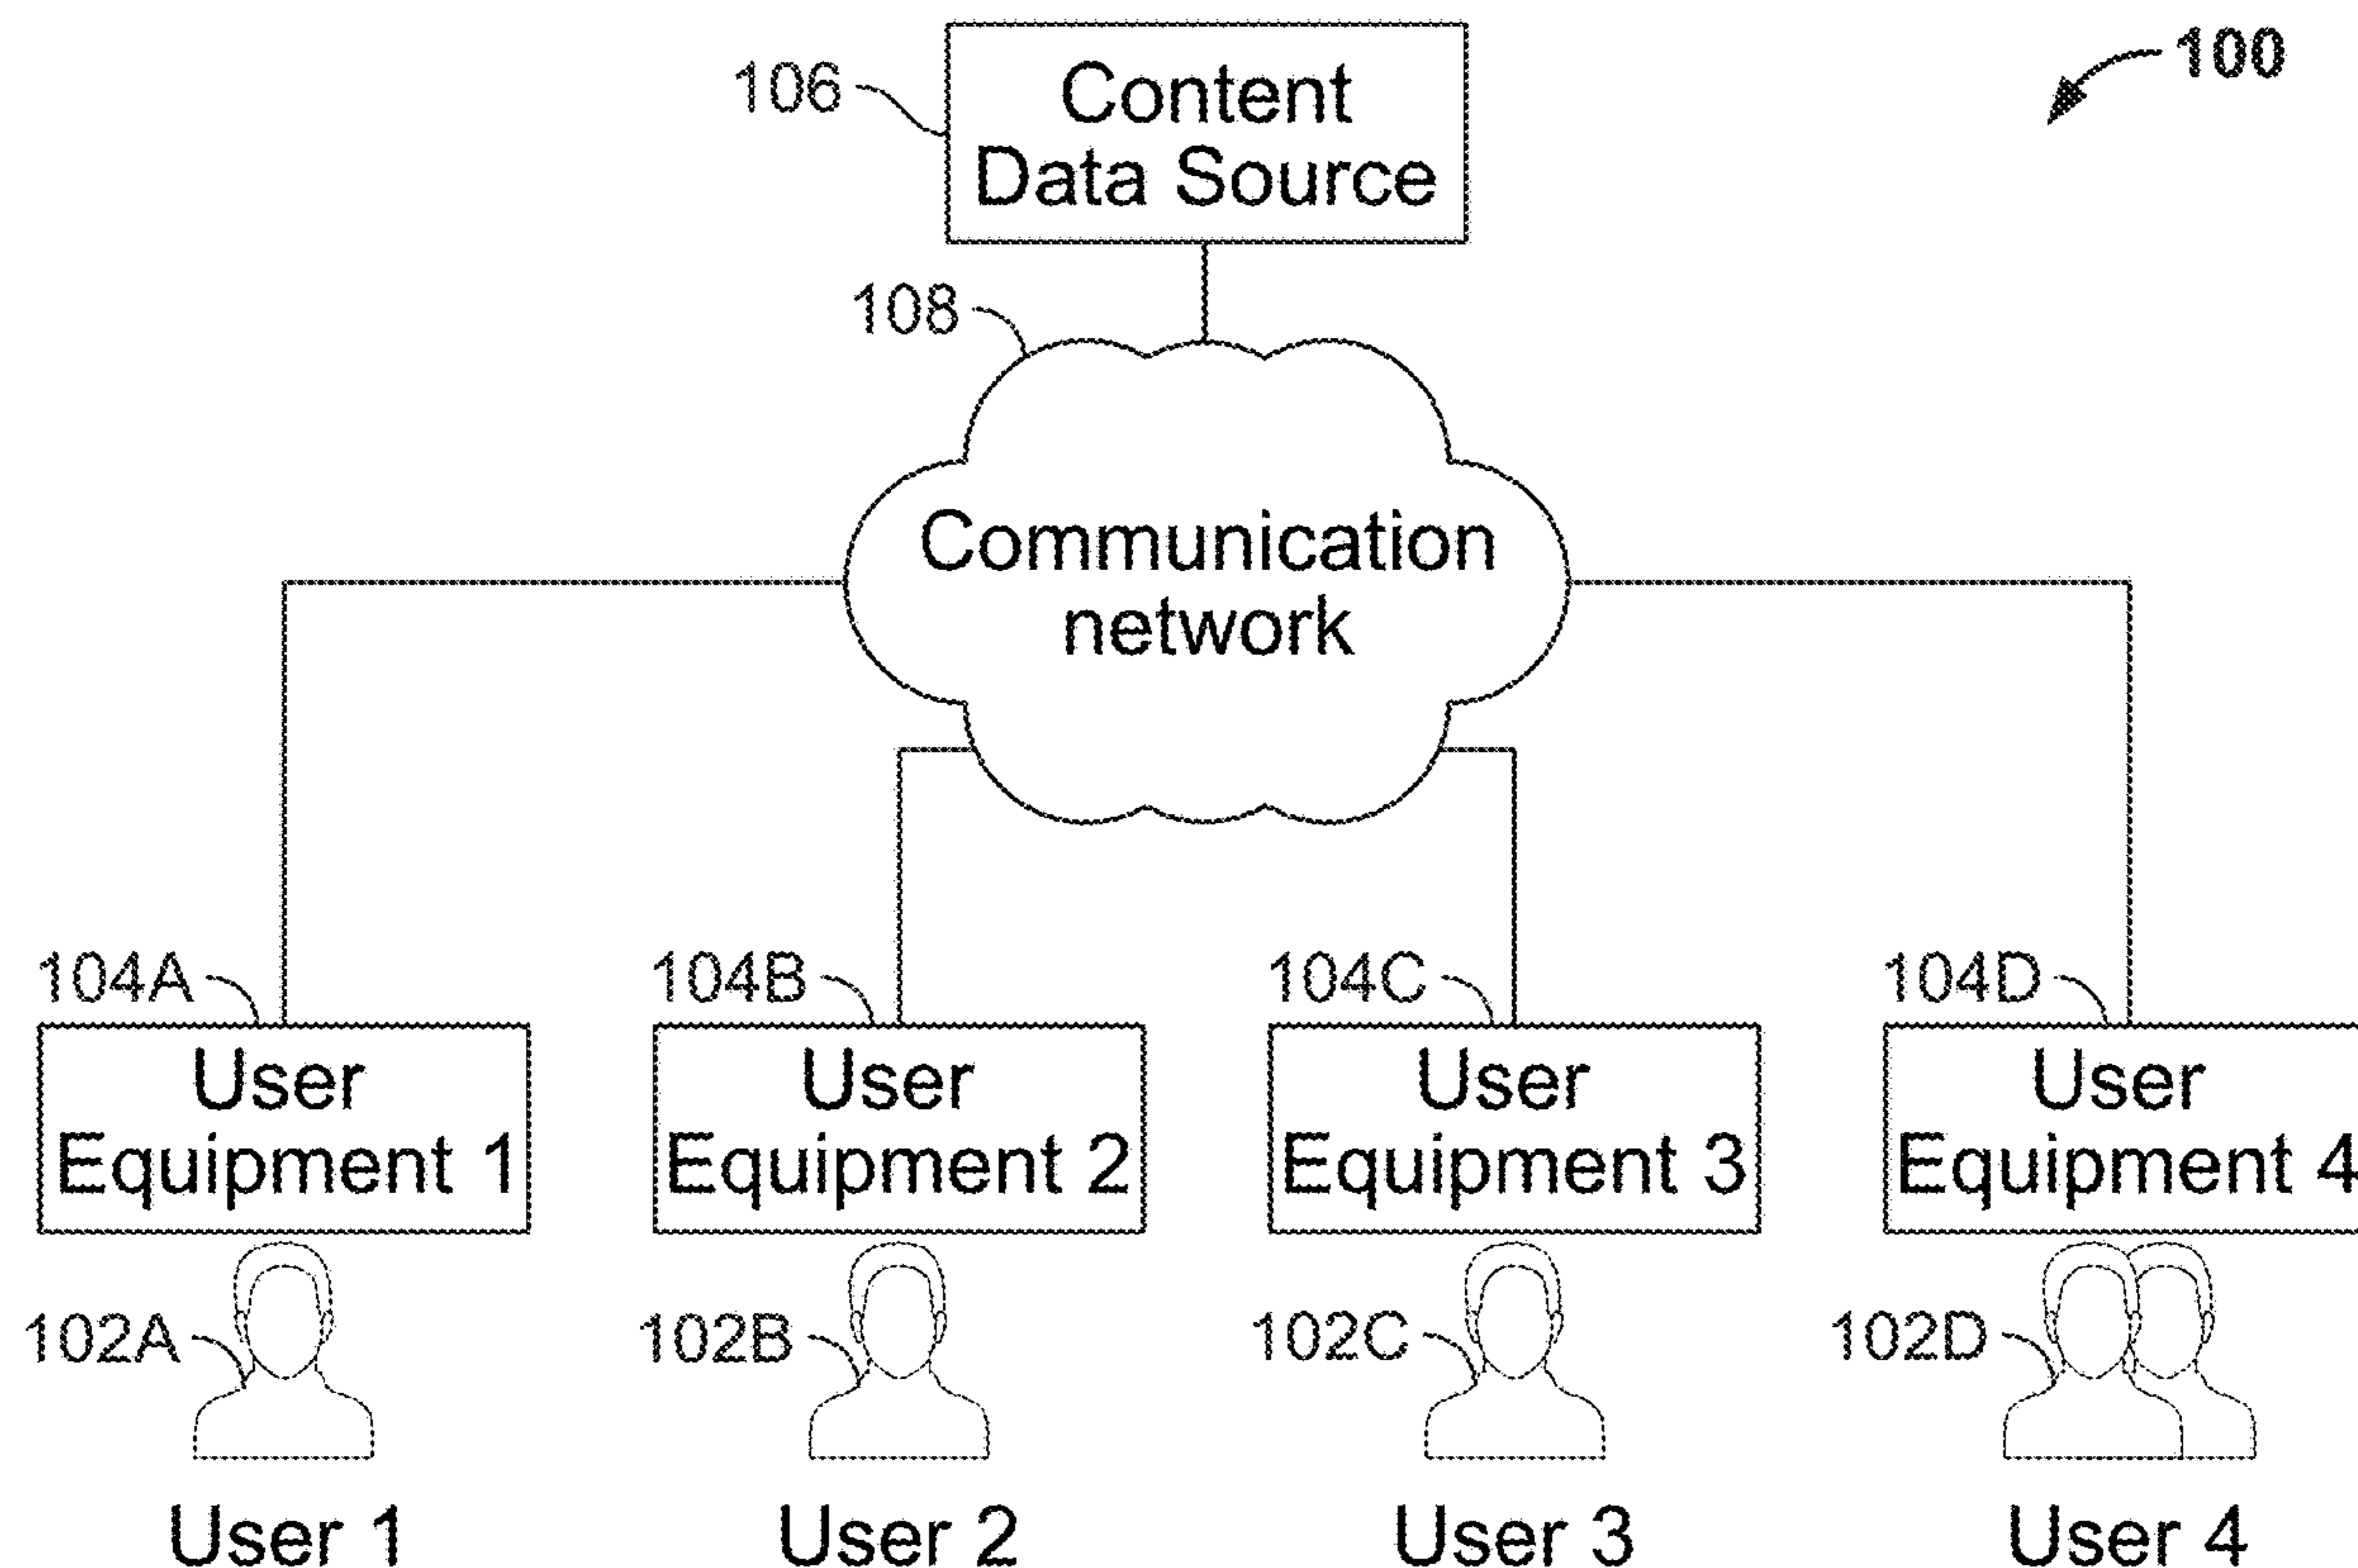 100
106
Content
Data Source
108
Communication
network
104A
104B
104C
104D
User
Equipment 1
User
Equipment 2
User
Equipment 3
User
Equipment 4
102A
102B
102C
102D
User 1
User 2
User 3
User 4